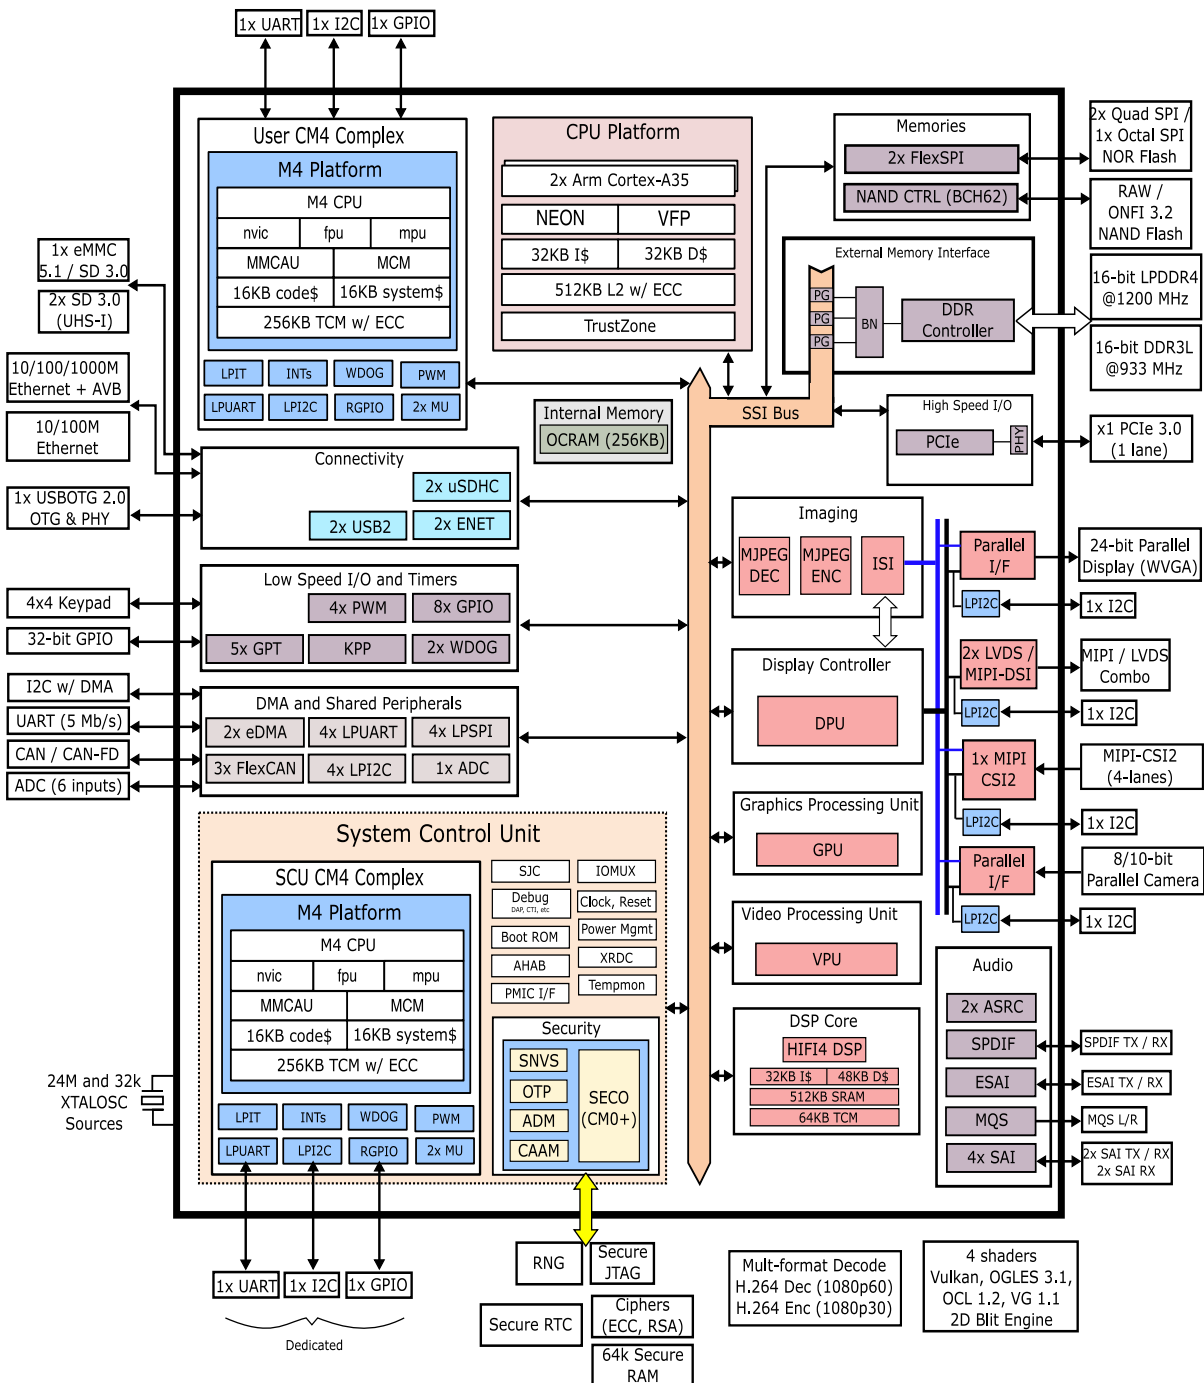 1x UART
1x I2C
1x GPIO
User CM4 Complex
M4 Platform
M4 CPU
nvic
fpu
mpu
MMCAU
MCM
16KB code$
16KB system$
256KB TCM w/ ECC
LPIT
INTs
WDOG
PWM
LPUART
LPI2C
RGPIO
2x MU
CPU Platform
2x Arm Cortex-A35
NEON
VFP
32KB I$
32KB D$
512KB L2 w/ ECC
TrustZone
Memories
2x FlexSPI
NAND CTRL (BCH62)
2x Quad SPI /
1x Octal SPI
NOR Flash
RAW /
ONFI 3.2
NAND Flash
External Memory Interface
PG
PG
PG
BN
DDR
Controller
16-bit LPDDR4
@1200 MHz
16-bit DDR3L
@933 MHz
1x eMMC
5.1 / SD 3.0
2x SD 3.0
(UHS-I)
10/100/1000M
Ethernet + AVB
10/100M
Ethernet
1x USBOTG 2.0
OTG & PHY
SSI Bus
Internal Memory
OCRAM (256KB)
High Speed I/O
PCIe
PHY
x1 PCIe 3.0
(1 lane)
Connectivity
2x uSDHC
2x USB2
2x ENET
Imaging
MJPEG
DEC
MJPEG
ENC
ISI
Parallel
I/F
LPI2C
24-bit Parallel
Display (WVGA)
1x I2C
4x4 Keypad
32-bit GPIO
Low Speed I/O and Timers
4x PWM
8x GPIO
5x GPT
KPP
2x WDOG
Display Controller
DPU
2x LVDS /
MIPI-DSI
LPI2C
MIPI / LVDS
Combo
1x I2C
I2C w/ DMA
UART (5 Mb/s)
CAN / CAN-FD
ADC (6 inputs)
DMA and Shared Peripherals
2x eDMA
4x LPUART
4x LPSPI
3x FlexCAN
4x LPI2C
1x ADC
1x MIPI
CSI2
LPI2C
MIPI-CSI2
(4-lanes)
1x I2C
Graphics Processing Unit
GPU
Parallel
I/F
LPI2C
8/10-bit
Parallel Camera
1x I2C
System Control Unit
SCU CM4 Complex
M4 Platform
M4 CPU
nvic
fpu
mpu
MMCAU
MCM
16KB code$
16KB system$
256KB TCM w/ ECC
LPIT
INTs
WDOG
PWM
LPUART
LPI2C
RGPIO
2x MU
SJC
IOMUX
Debug
DAP, CTI, etc
Clock, Reset
Boot ROM
Power Mgmt
AHAB
XRDC
PMIC I/F
Tempmon
Security
SNVS
OTP
ADM
CAAM
SECO
(CM0+)
Video Processing Unit
VPU
DSP Core
HIFI4 DSP
32KB I$
48KB D$
512KB SRAM
64KB TCM
Audio
2x ASRC
SPDIF
ESAI
MQS
4x SAI
SPDIF TX / RX
ESAI TX / RX
MQS L/R
2x SAI TX / RX
2x SAI RX
24M and 32k
XTALOSC
Sources
1x UART
1x I2C
1x GPIO
Dedicated
RNG
Secure
JTAG
Secure RTC
Ciphers
(ECC, RSA)
64k Secure
RAM
Mult-format Decode
H.264 Dec (1080p60)
H.264 Enc (1080p30)
4 shaders
Vulkan, OGLES 3.1,
OCL 1.2, VG 1.1
2D Blit Engine